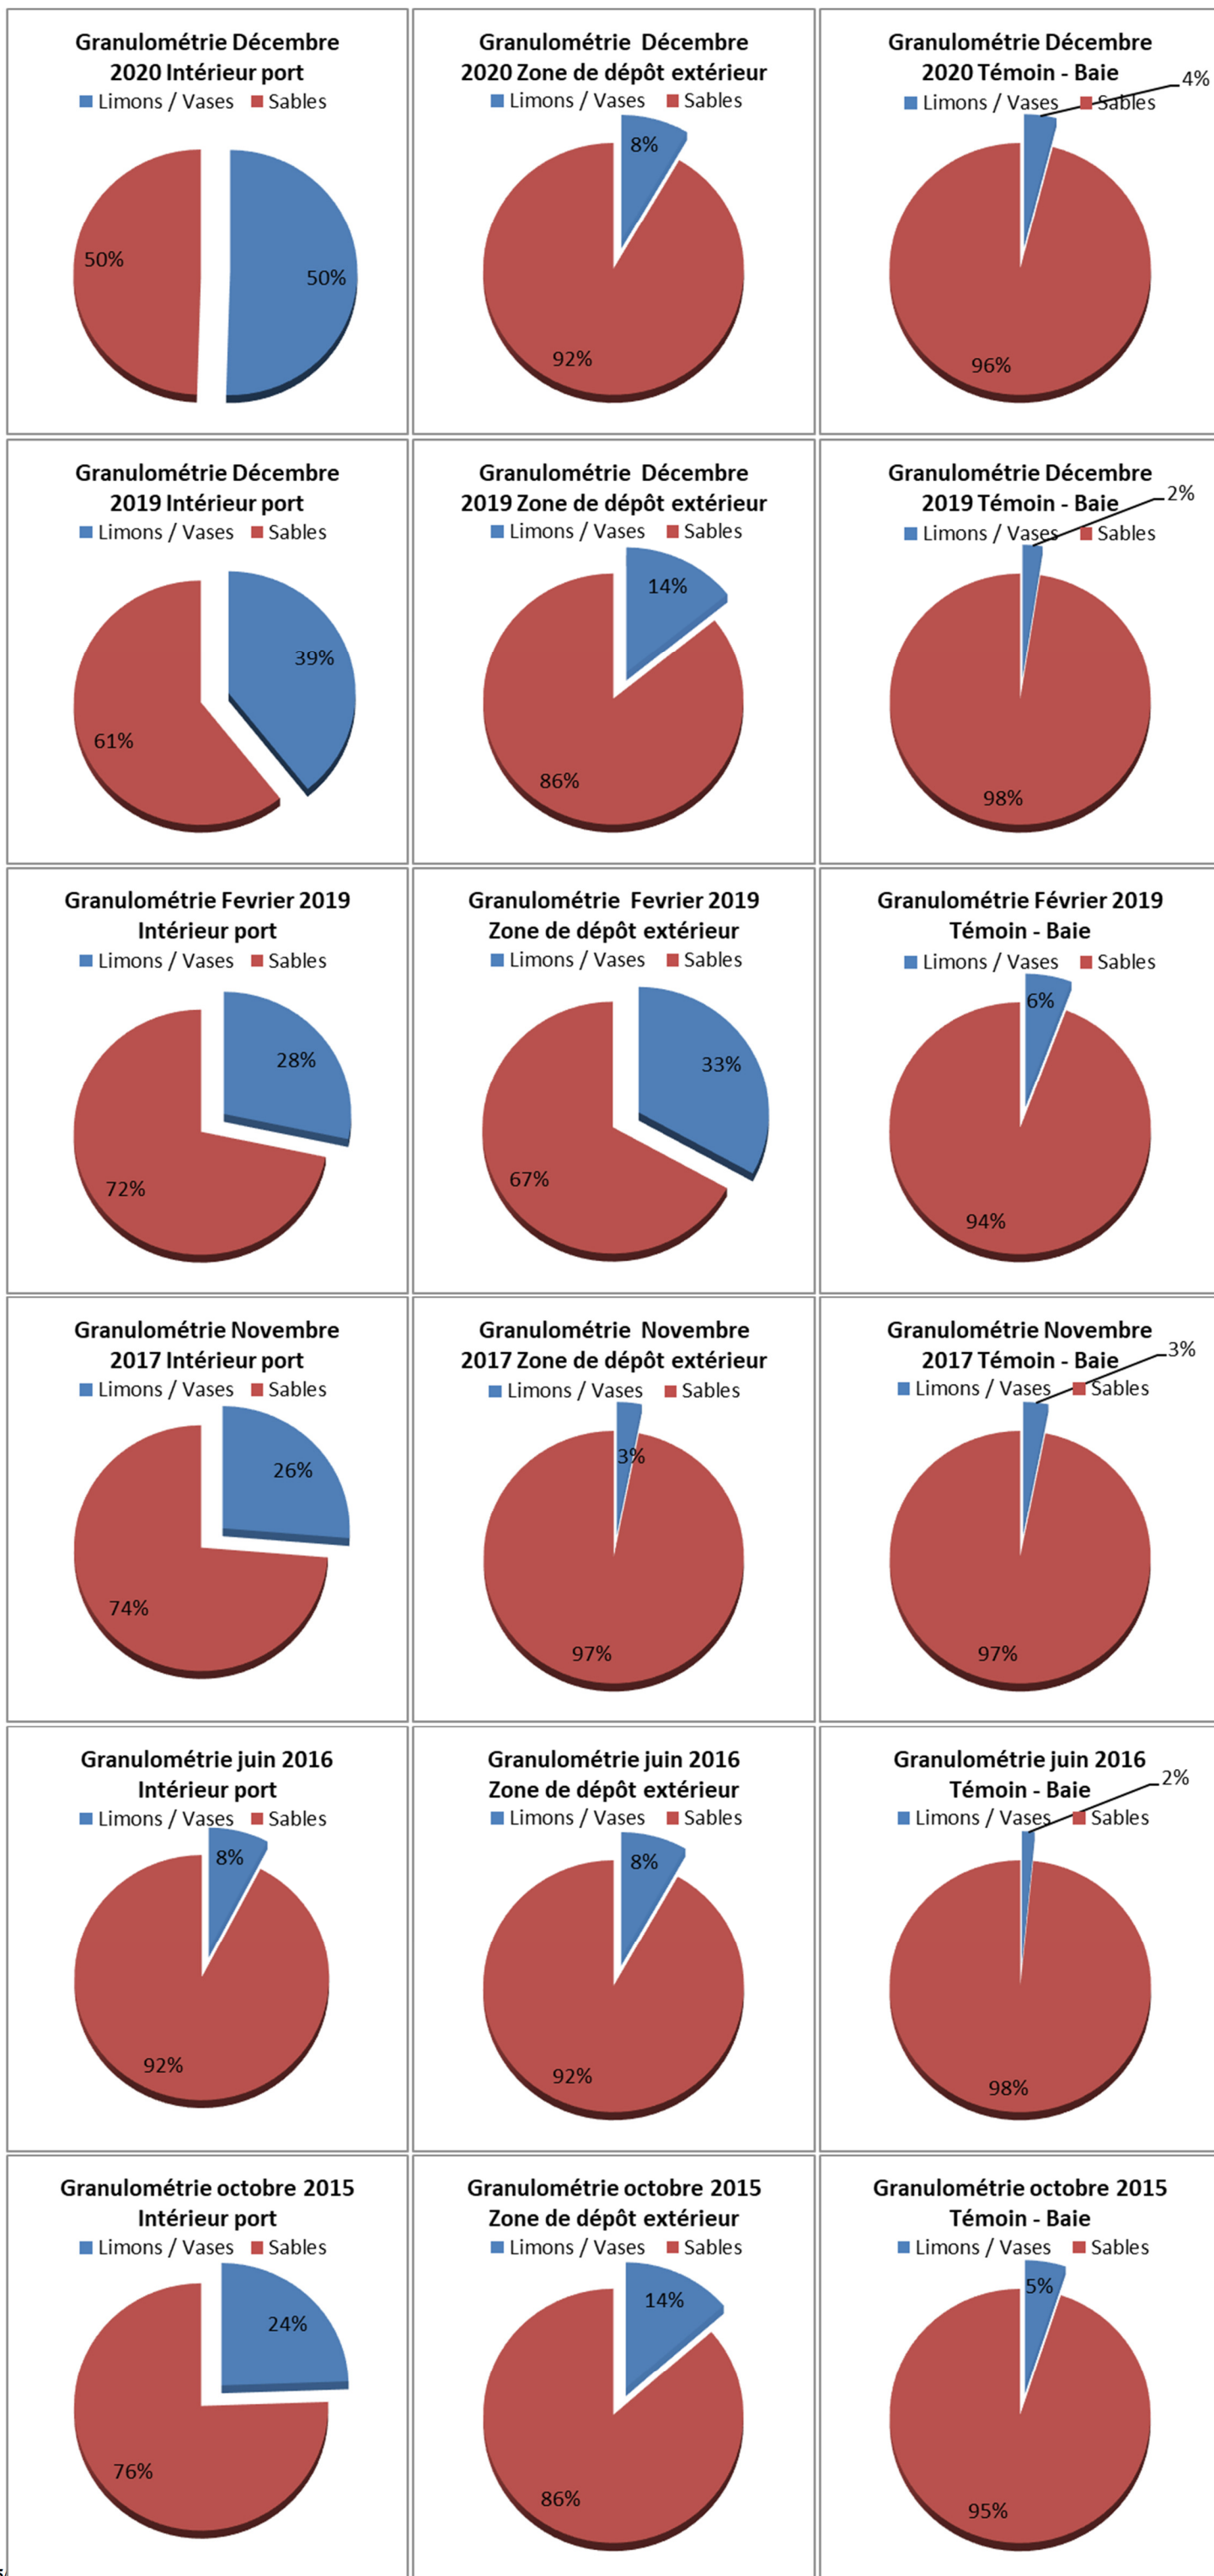 Granulométrie Décembre
2020 Intérieur port
Limons / Vases Sables
50%
50%
Granulométrie Décembre
2020 Zone de dépôt extérieur
Limons / Vases Sables
8%
92%
Granulométrie Décembre
2020 Témoin - Baie
4%
Limons / Vases Sables
96%
Granulométrie Décembre
2019 Intérieur port
Limons / Vases Sables
39%
61%
Granulométrie Décembre
2019 Zone de dépôt extérieur
Limons / Vases Sables
14%
86%
Granulométrie Décembre
2019 Témoin - Baie
2%
Limons / Vases Sables
98%
Granulométrie Fevrier 2019
Intérieur port
Limons / Vases Sables
28%
72%
Granulométrie Fevrier 2019
Zone de dépôt extérieur
Limons / Vases Sables
33%
67%
Granulométrie Février 2019
Témoin - Baie
Limons / Vases Sables
6%
94%
Granulométrie Novembre
2017 Intérieur port
Limons / Vases Sables
26%
74%
Granulométrie Novembre
2017 Zone de dépôt extérieur
Limons / Vases Sables
3%
97%
Granulométrie Novembre
2017 Témoin - Baie
3%
Limons / Vases Sables
97%
Granulométrie juin 2016
Intérieur port
Limons / Vases Sables
8%
92%
Granulométrie juin 2016
Zone de dépôt extérieur
Limons / Vases Sables
8%
92%
Granulométrie juin 2016
Témoin - Baie
2%
Limons / Vases Sables
98%
Granulométrie octobre 2015
Intérieur port
Limons / Vases Sables
24%
76%
Granulométrie octobre 2015
Zone de dépôt extérieur
Limons / Vases Sables
14%
86%
Granulométrie octobre 2015
Témoin - Baie
Limons / Vases Sables
5%
95%